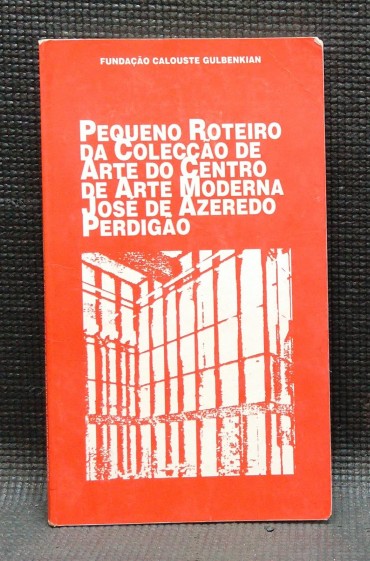 FUNDAÇÃO CALOUSTE GULBENKIAN
PEQUENO ROTEIRO
DA COLECÇÃO DE
ARTE DO CENTRO
DE ARTE MODERNA
JOSÉ DE AZEREDO
PERDIGÃO